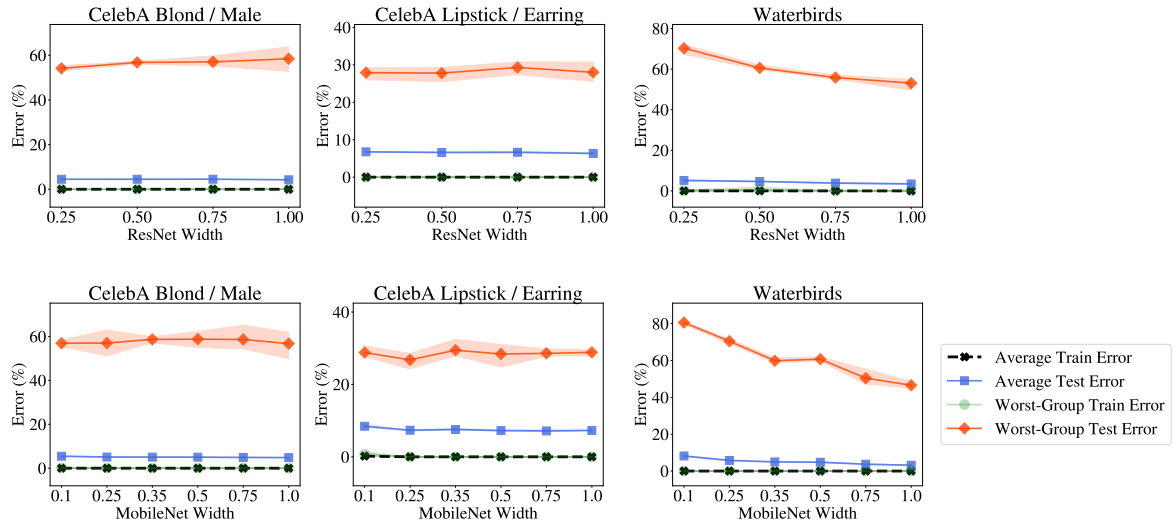 CelebA Blond / Male
CelebA Lipstick / Earring
Waterbirds
Error (%)
60
40
20
0
0.25 0.50 0.75 1.00
ResNet Width
Error (%)
40
30
20
10
0
0.25 0.50 0.75 1.00
ResNet Width
Error (%)
80
60
40
20
0
0.25 0.50 0.75 1.00
ResNet Width
CelebA Blond / Male
CelebA Lipstick / Earring
Waterbirds
Error (%)
60
40
20
0
0.1 0.25 0.35 0.5 0.75 1.0
MobileNet Width
Error (%)
40
20
0
0.1 0.25 0.35 0.5 0.75 1.0
MobileNet Width
Error (%)
80
60
40
20
0
0.1 0.25 0.35 0.5 0.75 1.0
MobileNet Width
Average Train Error
Average Test Error
Worst-Group Train Error
Worst-Group Test Error